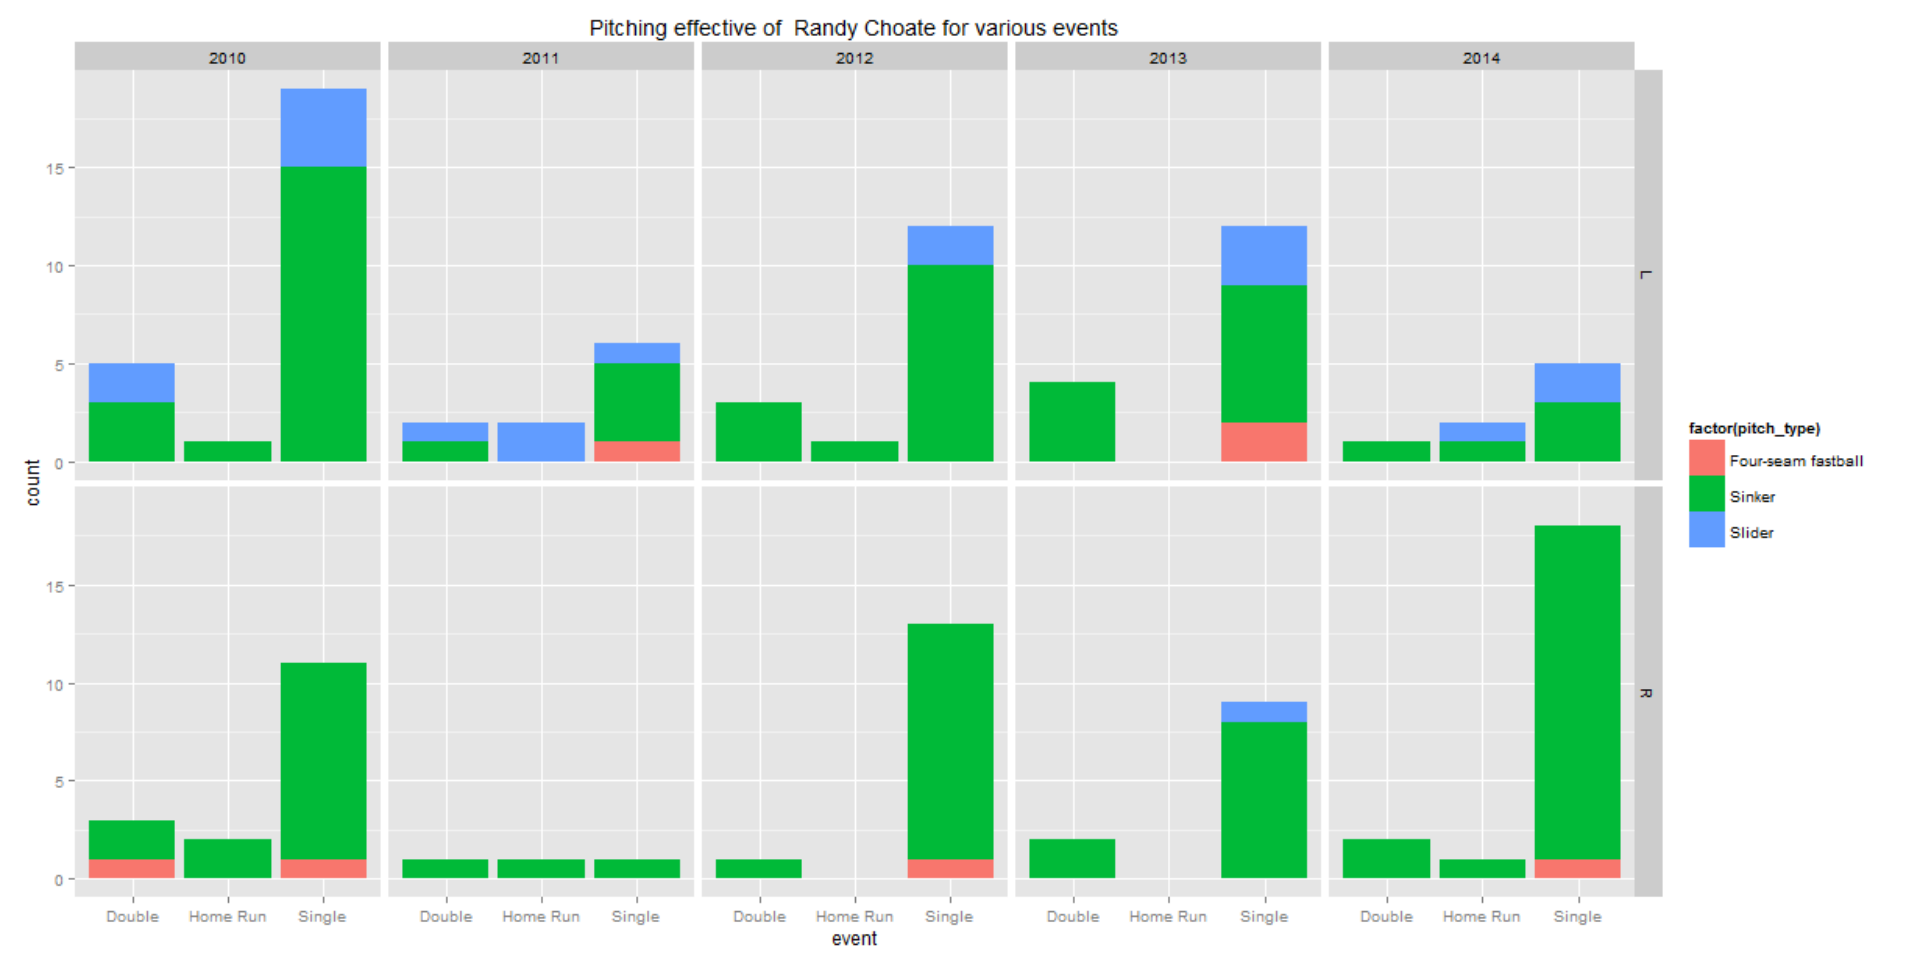 Pitching effective of  Randy Choate for various events
2010 2011 2012 2013 2014
15
10
5
0
L
count
15
10
5
0
R
Double Home Run Single Double Home Run Single Double Home Run Single Double Home Run Single Double Home Run Single
event
factor(pitch_type)
Four-seam fastball
Sinker
Slider